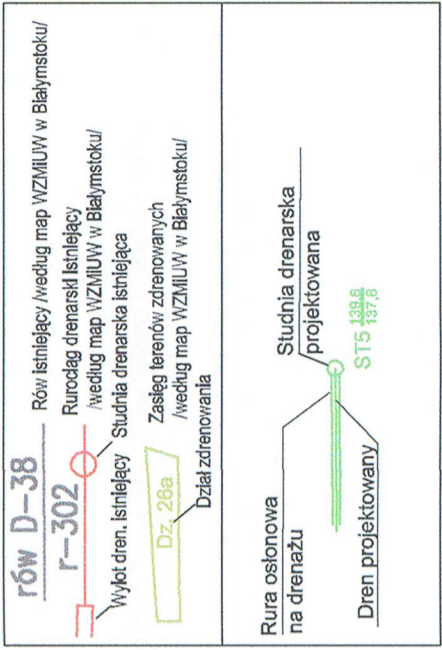 rów D-38 Rów istniejący /według map WZMiUW w Białymstoku/
r-302 Rurociąg drenarski istniejący
/według map WZMiUW w Białymstoku/
Studnia drenarska istniejąca
Wylot dren. istniejący
Dz. 26a Zasięg terenów zdrenowanych
/według map WZMiUW w Białymstoku/
Dział zdrenowania
Rura osłonowa
na drenażu
Studnia drenarska
projektowana
ST5 139,6
137,6
Dren projektowany